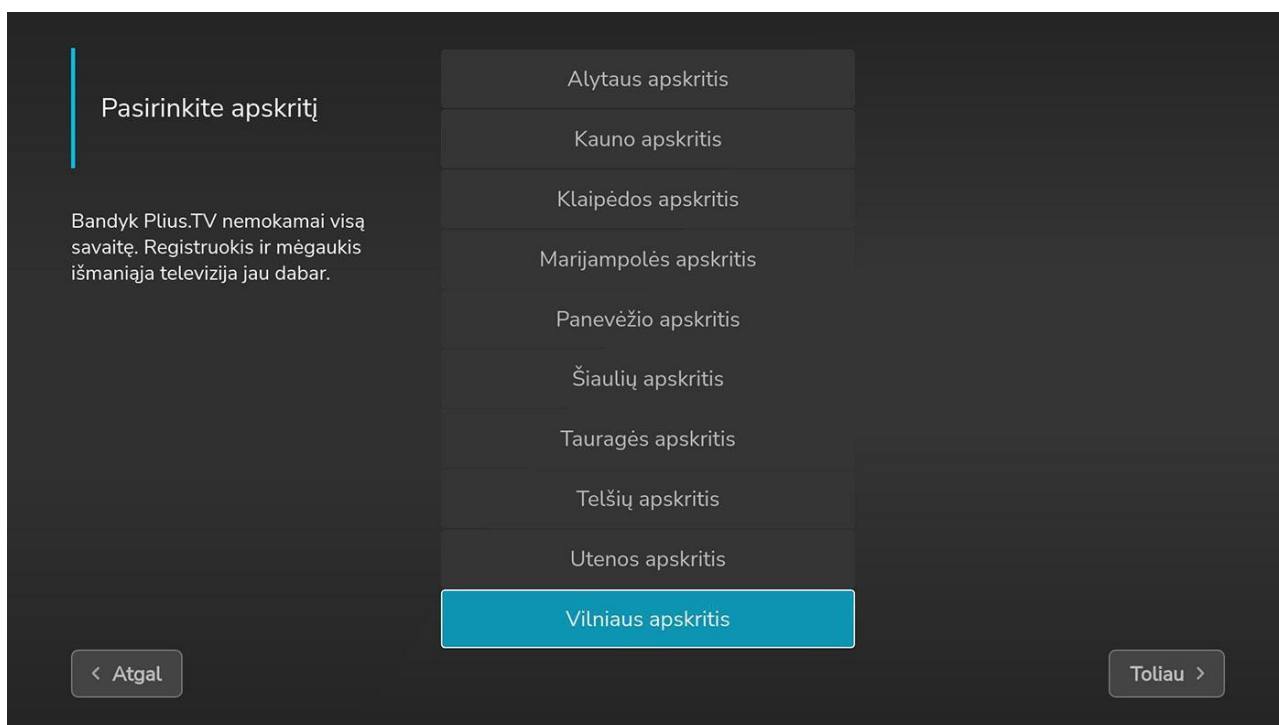 Pasirinkite apskritį
Bandyk Plius.TV nemokamai visą
savaitę. Registruokis ir mėgaukis
išmaniąja televizija jau dabar.
Alytaus apskritis
Kauno apskritis
Klaipėdos apskritis
Marijampolės apskritis
Panevėžio apskritis
Šiaulių apskritis
Tauragės apskritis
Telšių apskritis
Utenos apskritis
Vilniaus apskritis
Atgal
Toliau